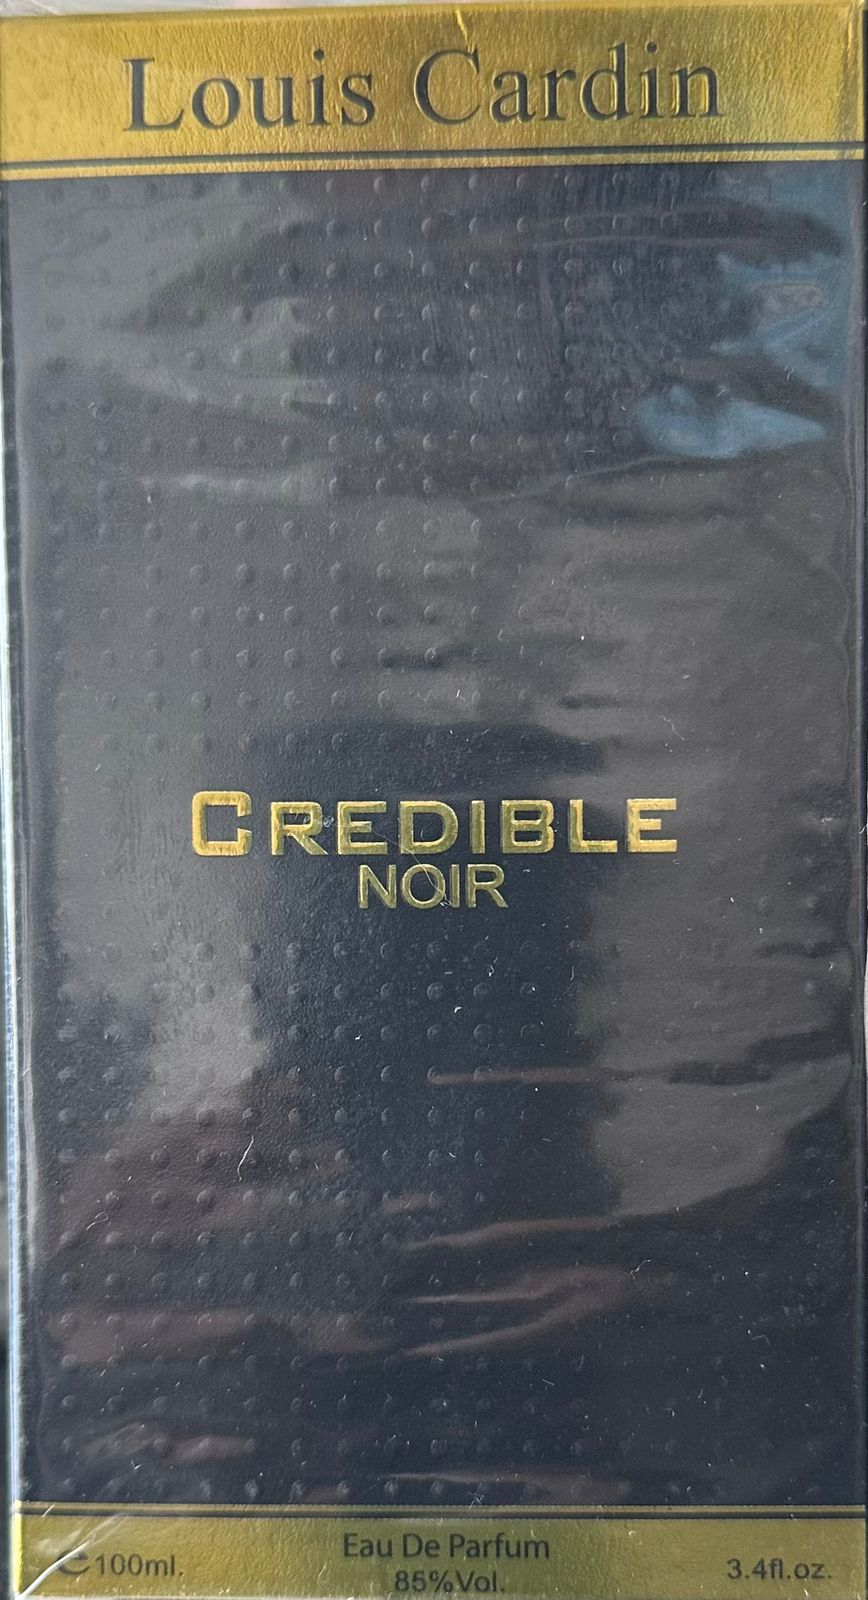 Louis Cardin
CREDIBLE
NOIR
Eau De Parfum
℮100ml.
85%Vol.
3.4fl.oz.